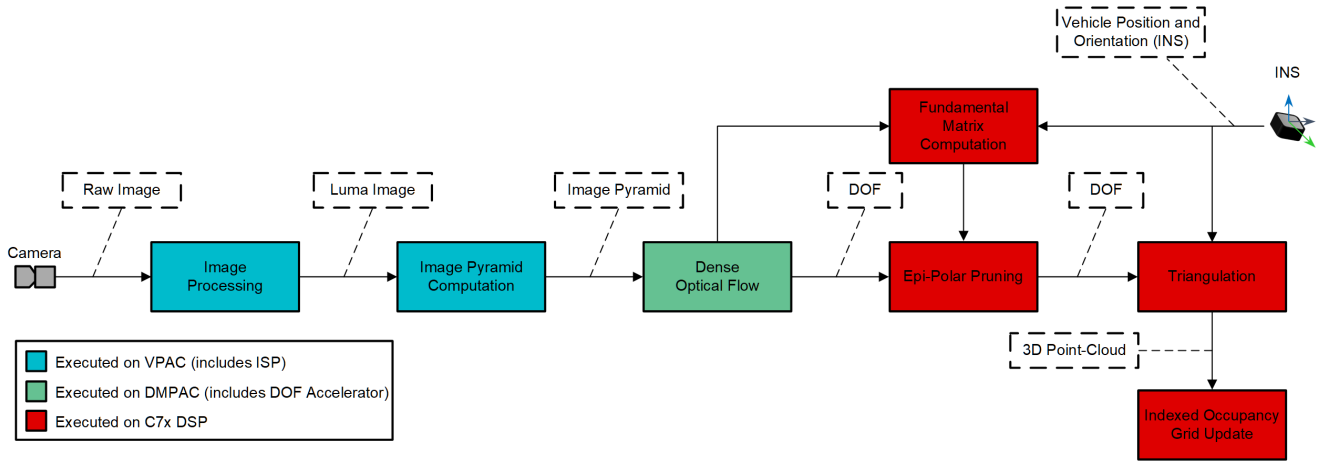 Vehicle Position and
Orientation (INS)
INS
Fundamental
Matrix
Computation
Raw Image
Luma Image
Image Pyramid
DOF
DOF
Camera
Image
Processing
Image Pyramid
Computation
Dense
Optical Flow
Epi-Polar Pruning
Triangulation
3D Point-Cloud
Executed on VPAC (includes ISP)
Executed on DMPAC (includes DOF Accelerator)
Executed on C7x DSP
Indexed Occupancy
Grid Update